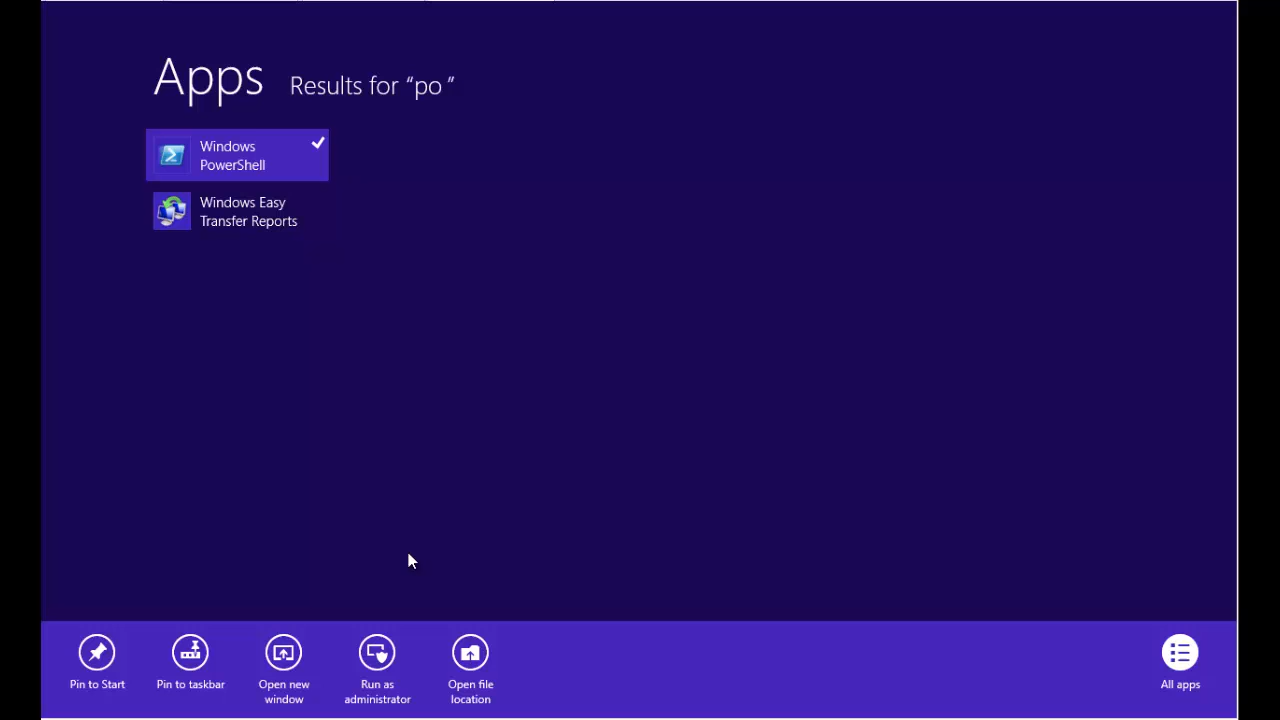 Apps Results for “po ”
Windows
PowerShell
Windows Easy
Transfer Reports
Pin to Start
Pin to taskbar
Open new
window
Run as
administrator
Open file
location
All apps